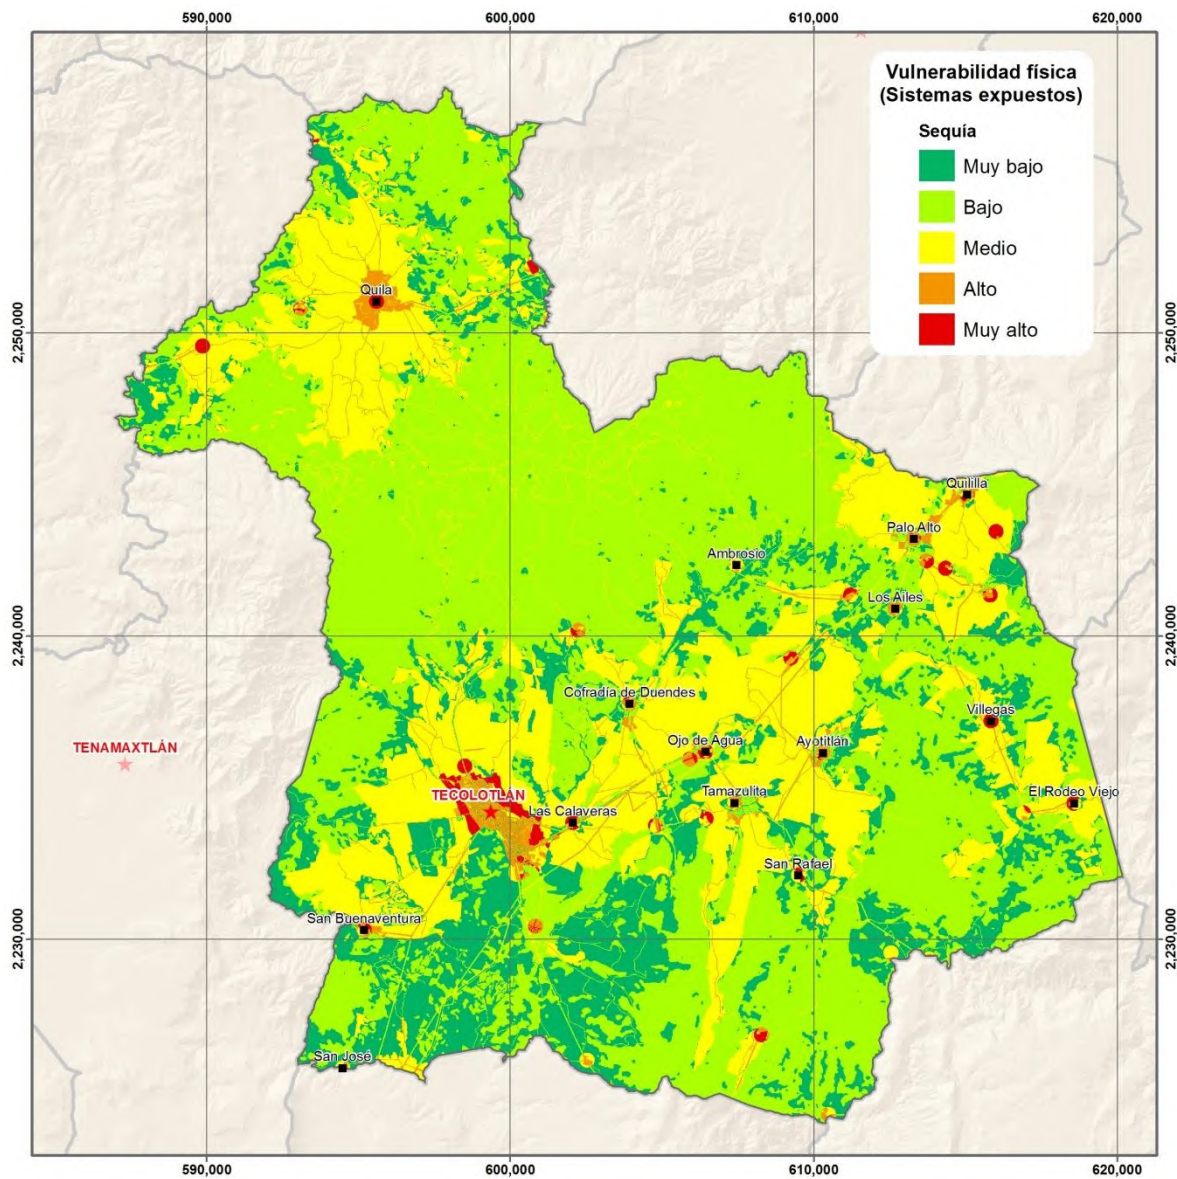 590,000
600,000
610,000
620,000
Vulnerabilidad física
(Sistemas expuestos)
Sequía
Muy bajo
Bajo
Medio
Alto
Muy alto
Quila
2,250,000
2,250,000
Quililla
Palo Alto
Ambrosio
Los Ailes
2,240,000
2,240,000
Cofradía de Duendes
Villegas
TENAMAXTLÁN
Ojo de Agua
Ayotitlán
TECOLOTLÁN
Tamazulita
El Rodeo Viejo
Las Calaveras
San Rafael
San Buenaventura
2,230,000
2,230,000
San José
590,000
600,000
610,000
620,000